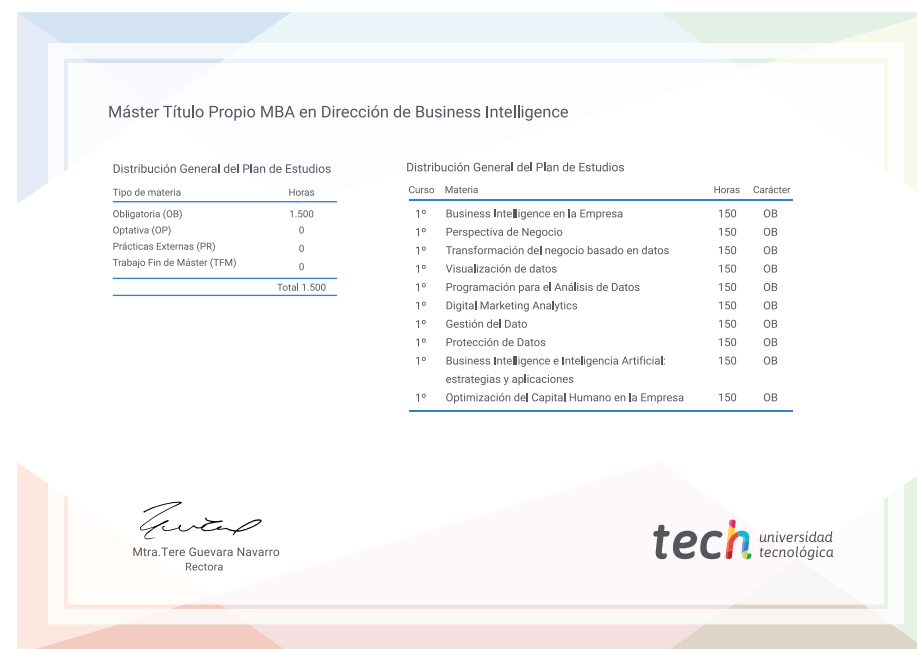 Máster Título Propio MBA en Dirección de Business Intelligence
Distribución General del Plan de Estudios
Tipo de materia Horas
Obligatoria (OB) 1.500
Optativa (OP) 0
Prácticas Externas (PR) 0
Trabajo Fin de Máster (TFM) 0
Total 1.500
Distribución General del Plan de Estudios
Curso Materia Horas Carácter
1º Business Intelligence en la Empresa 150 OB
1º Perspectiva de Negocio 150 OB
1º Transformación del negocio basado en datos 150 OB
1º Visualización de datos 150 OB
1º Programación para el Análisis de Datos 150 OB
1º Digital Marketing Analytics 150 OB
1º Gestión del Dato 150 OB
1º Protección de Datos 150 OB
1º Business Intelligence e Inteligencia Artificial: 150 OB
estrategias y aplicaciones
1º Optimización del Capital Humano en la Empresa 150 OB
Mtra.Tere Guevara Navarro
Rectora
tech universidad
tecnológica